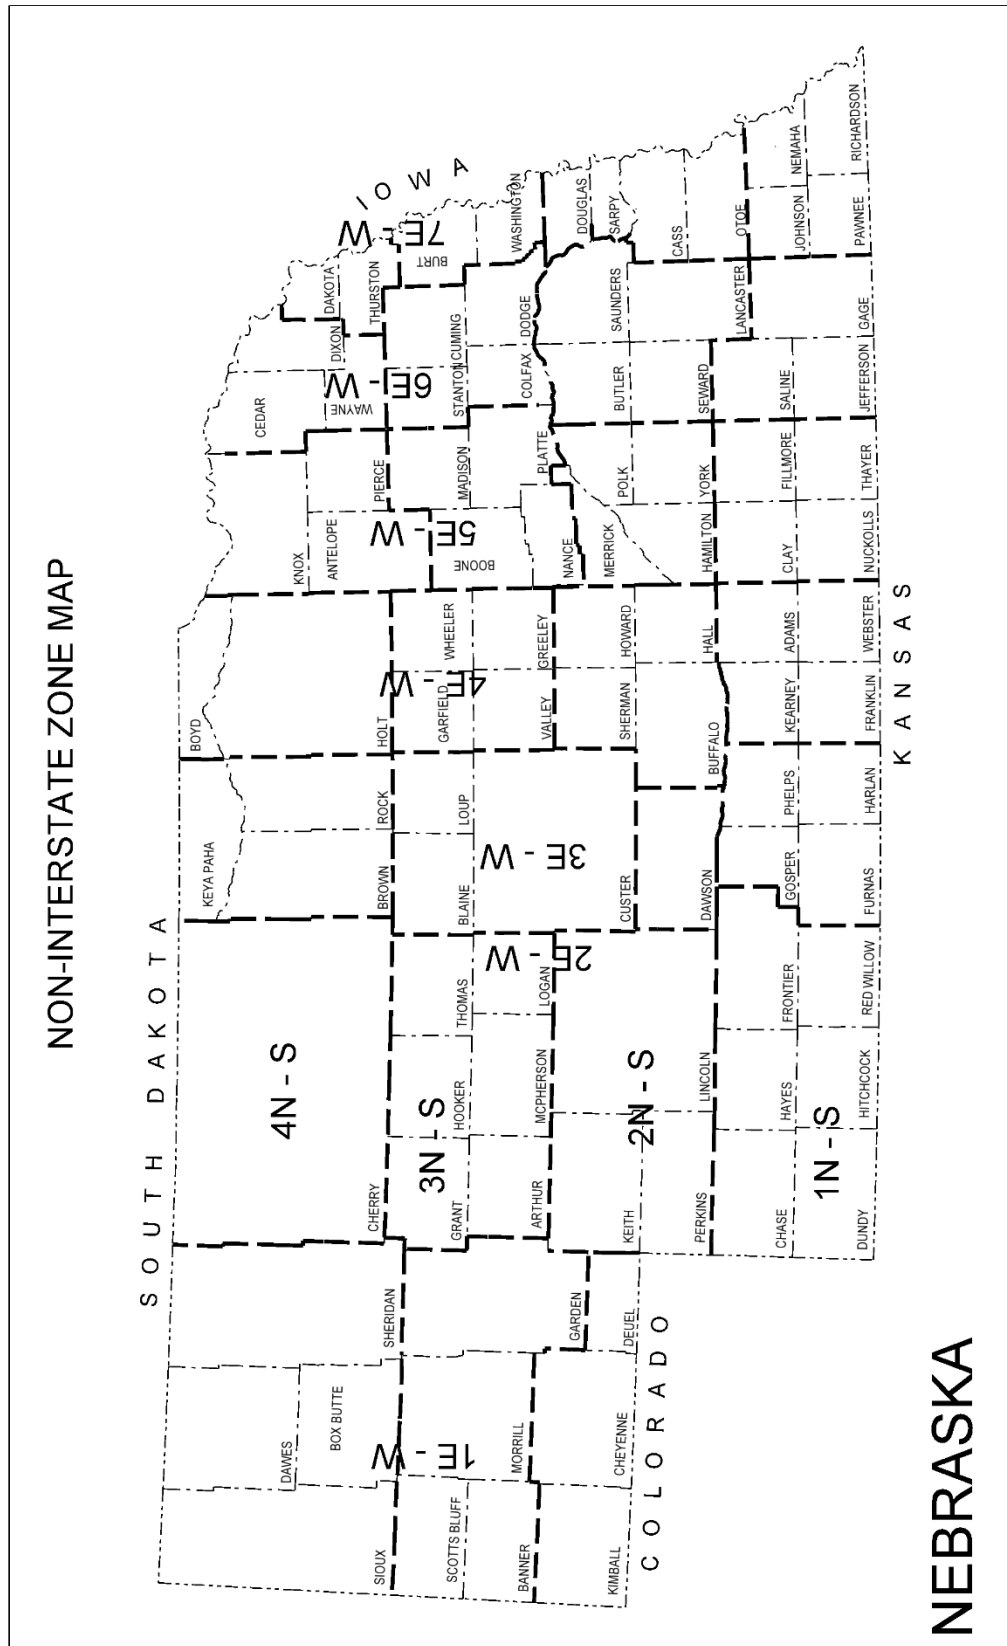 NON-INTERSTATE ZONE MAP
SOUTH DAKOTA
IOWA
KEYA PAHA
BOYD
KNOX
CEDAR
DIXON
DAKOTA
7E - W
SIOUX
DAWES
BOX BUTTE
SHERIDAN
CHERRY
4N - S
BROWN
ROCK
HOLT
ANTELOPE
PIERCE
WAYNE
THURSTON
1E - W
2E - W
3E - W
4E - W
5E - W
6E - W
SCOTTS BLUFF
GRANT
HOOKER
3N - S
THOMAS
BLAINE
LOUP
GARFIELD
WHEELER
BOONE
MADISON
STANTON
CUMING
BURT
BANNER
MORRILL
GARDEN
ARTHUR
MCPHERSON
LOGAN
VALLEY
GREELEY
NANCE
PLATTE
COLFAX
DODGE
WASHINGTON
KIMBALL
CHEYENNE
DEUEL
KEITH
2N - S
CUSTER
SHERMAN
HOWARD
MERRICK
POLK
BUTLER
SAUNDERS
DOUGLAS
SARPY
PERKINS
LINCOLN
DAWSON
BUFFALO
HALL
HAMILTON
YORK
SEWARD
LANCASTER
CASS
OTOE
CHASE
HAYES
FRONTIER
GOSPER
PHELPS
KEARNEY
ADAMS
CLAY
FILLMORE
SALINE
JOHNSON
NEMAHA
1N - S
DUNDY
HITCHCOCK
RED WILLOW
FURNAS
HARLAN
FRANKLIN
WEBSTER
NUCKOLLS
THAYER
JEFFERSON
GAGE
PAWNEE
RICHARDSON
COLORADO
KANSAS
NEBRASKA